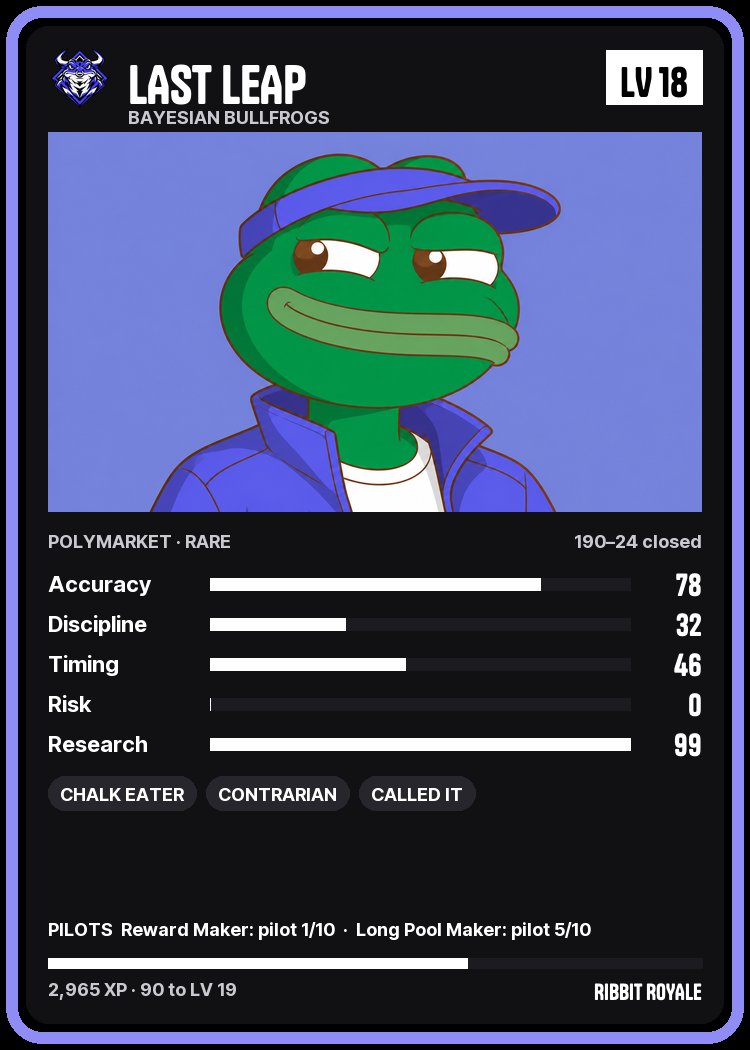 LAST LEAP
LV 18
BAYESIAN BULLFROGS
POLYMARKET · RARE
190–24 closed
Accuracy 78
Discipline 32
Timing 46
Risk 0
Research 99
CHALK EATER CONTRARIAN CALLED IT
PILOTS Reward Maker: pilot 1/10 · Long Pool Maker: pilot 5/10
2,965 XP · 90 to LV 19
RIBBIT ROYALE